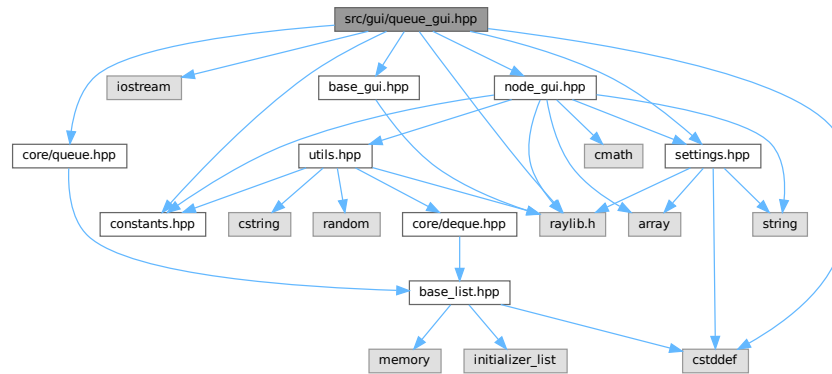 src/gui/queue_gui.hpp
iostream
base_gui.hpp
node_gui.hpp
core/queue.hpp
utils.hpp
cmath
settings.hpp
constants.hpp
cstring
random
core/deque.hpp
raylib.h
array
string
base_list.hpp
memory
initializer_list
cstddef